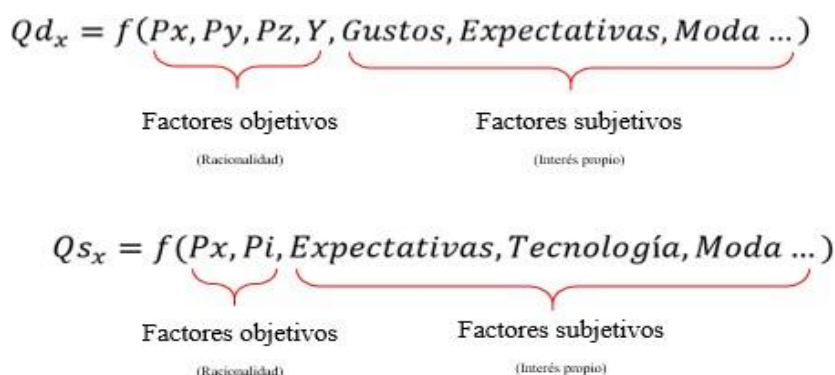 Qd_x = f(Px, Py, Pz, Y, Gustos, Expectativas, Moda ...)
Factores objetivos Factores subjetivos
(Racionalidad) (Interés propio)
Qs_x = f(Px, Pi, Expectativas, Tecnología, Moda ...)
Factores objetivos Factores subjetivos
(Racionalidad) (Interés propio)